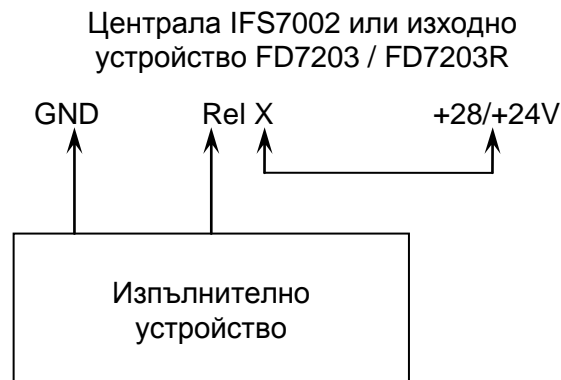 Централа IFS7002 или изходно
устройство FD7203 / FD7203R
GND Rel X +28/+24V
Изпълнително
устройство